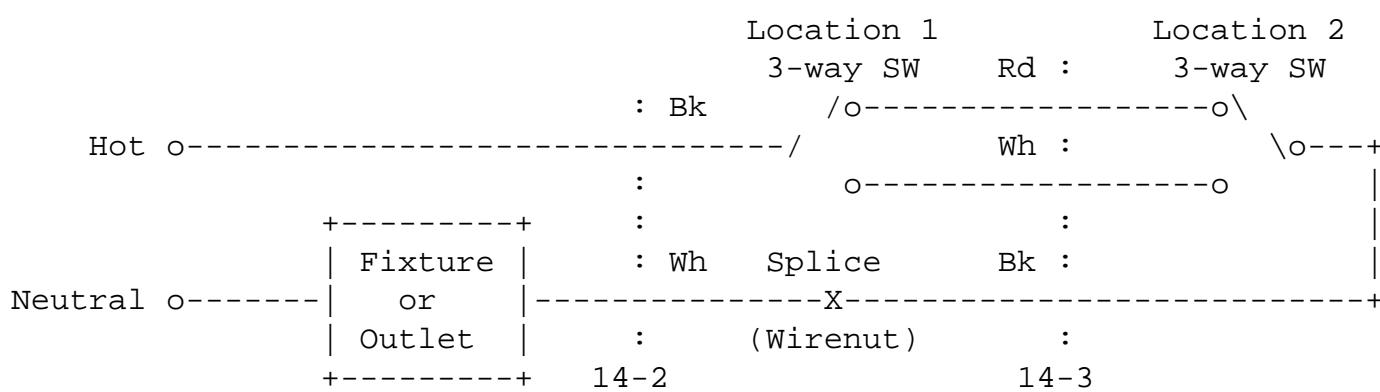 Location 1 Location 2
3-way SW Rd : 3-way SW
: Bk /o------------------o\
Hot o-------------------------------/ Wh : \o---+
: o------------------o |
+---------+ : : |
| Fixture | : Wh Splice Bk : |
Neutral o-------| or |---------------X----------------------------+
| Outlet | : (Wirenut) :
+---------+ 14-2 14-3